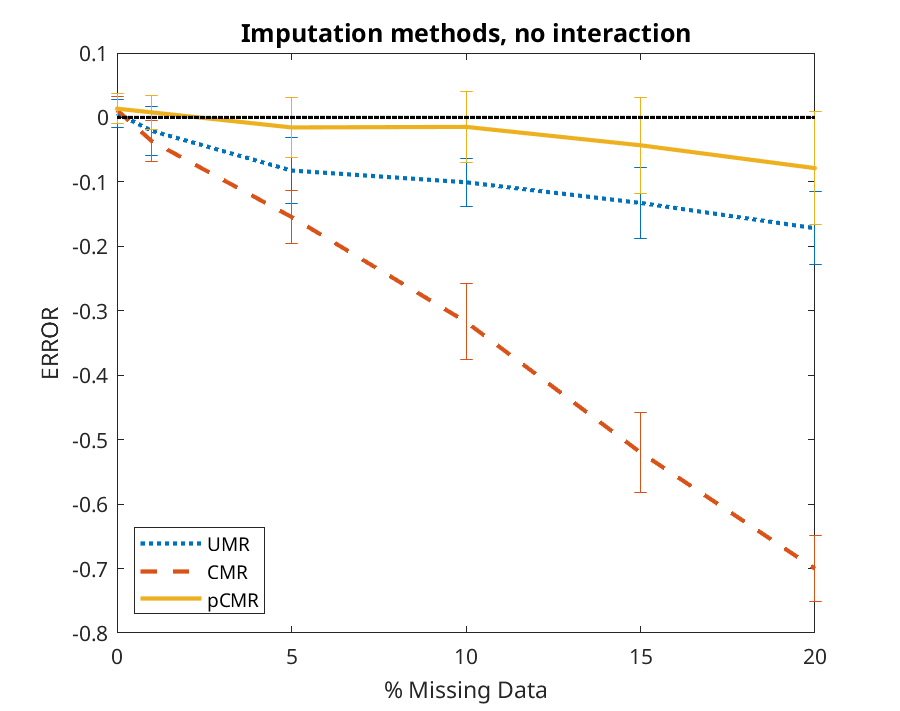 Imputation methods, no interaction
0.1
0
-0.1
-0.2
-0.3
-0.4
-0.5
-0.6
-0.7
-0.8
ERROR
UMR
CMR
pCMR
0 5 10 15 20
% Missing Data